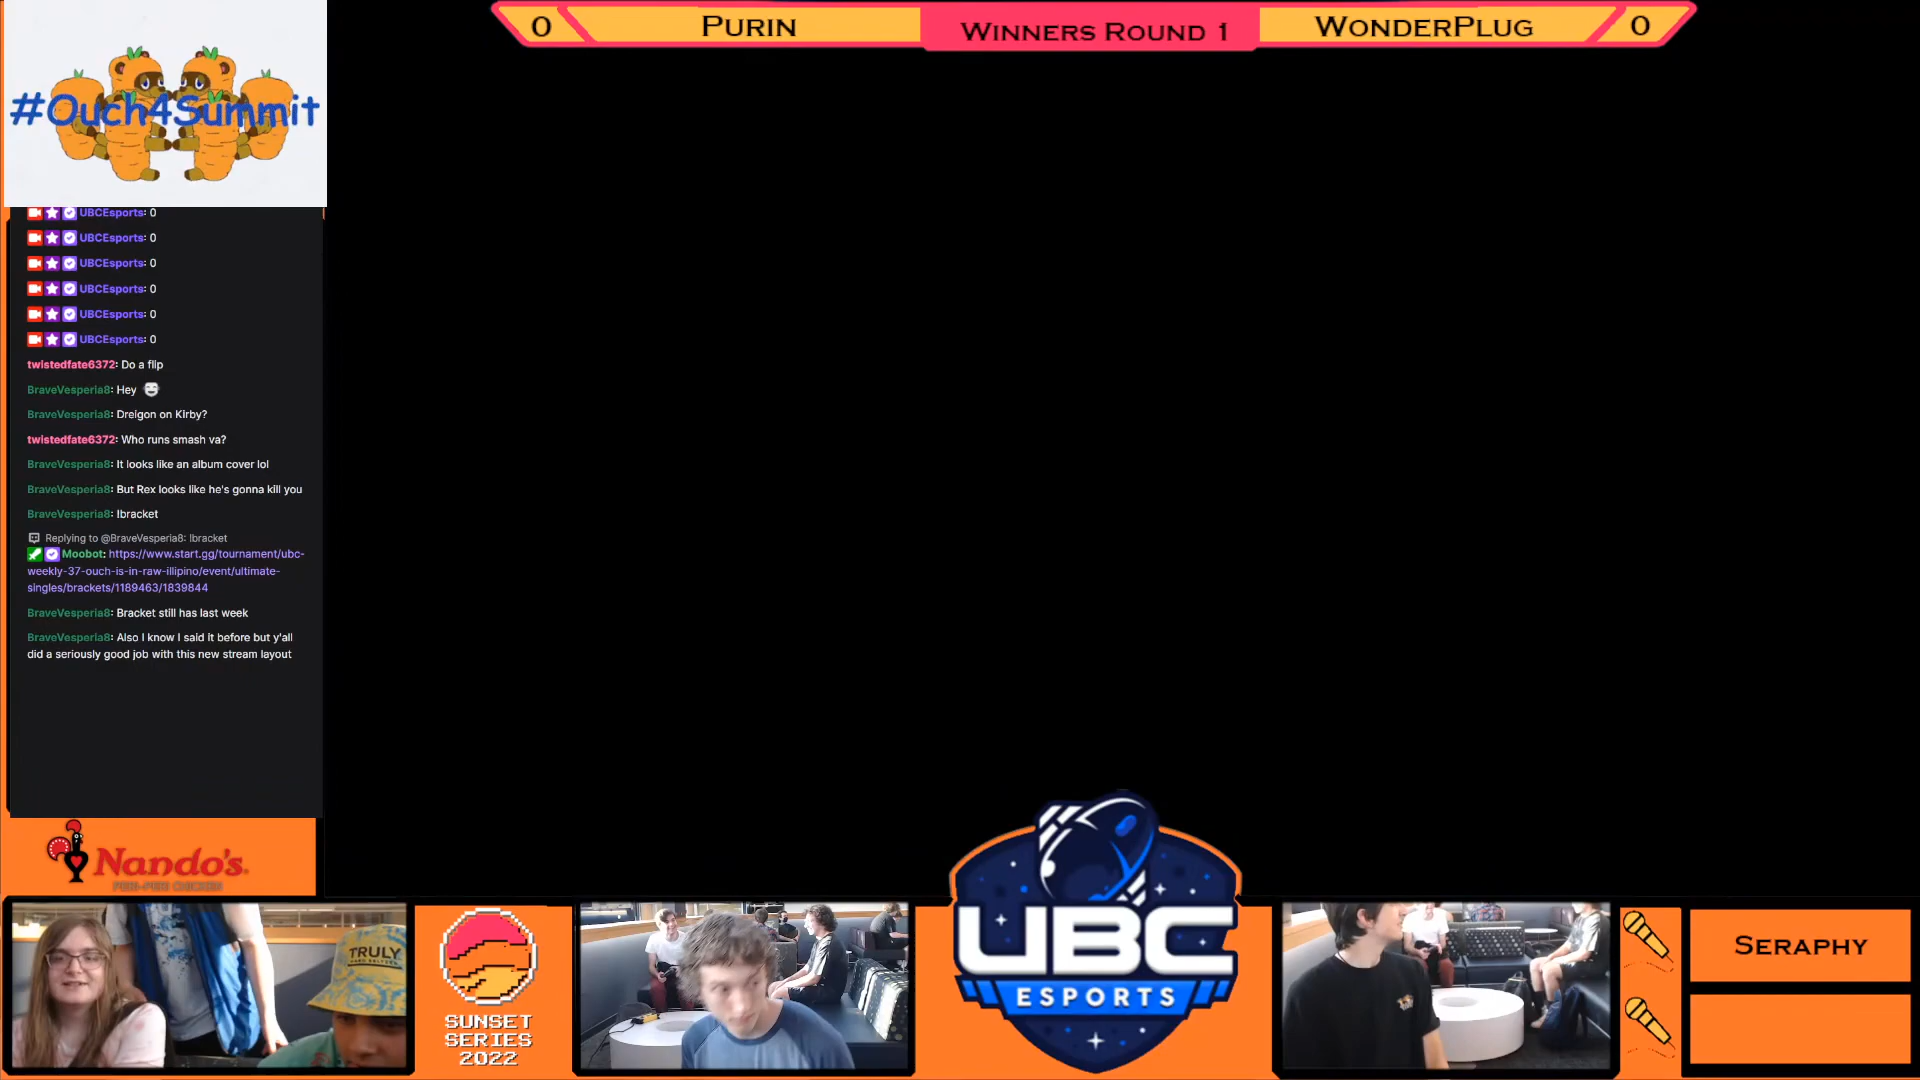 0 PURIN WINNERS ROUND 1 WONDERPLUG 0
#Ouch4Summit
UBCEsports: 0
UBCEsports: 0
UBCEsports: 0
UBCEsports: 0
UBCEsports: 0
UBCEsports: 0
twistedfate6372: Do a flip
BraveVesperia8: Hey
BraveVesperia8: Dreigon on Kirby?
twistedfate6372: Who runs smash va?
BraveVesperia8: It looks like an album cover lol
BraveVesperia8: But Rex looks like he's gonna kill you
BraveVesperia8: !bracket
Replying to @BraveVesperia8: !bracket
Moobot: https://www.start.gg/tournament/ubc-
weekly-37-ouch-is-in-raw-illipino/event/ultimate-
singles/brackets/1189463/1839844
BraveVesperia8: Bracket still has last week
BraveVesperia8: Also I know I said it before but y'all
did a seriously good job with this new stream layout
Nando's
PERI-PERI CHICKEN
TRULY
SUNSET
SERIES
2022
UBC
ESPORTS
SERAPHY